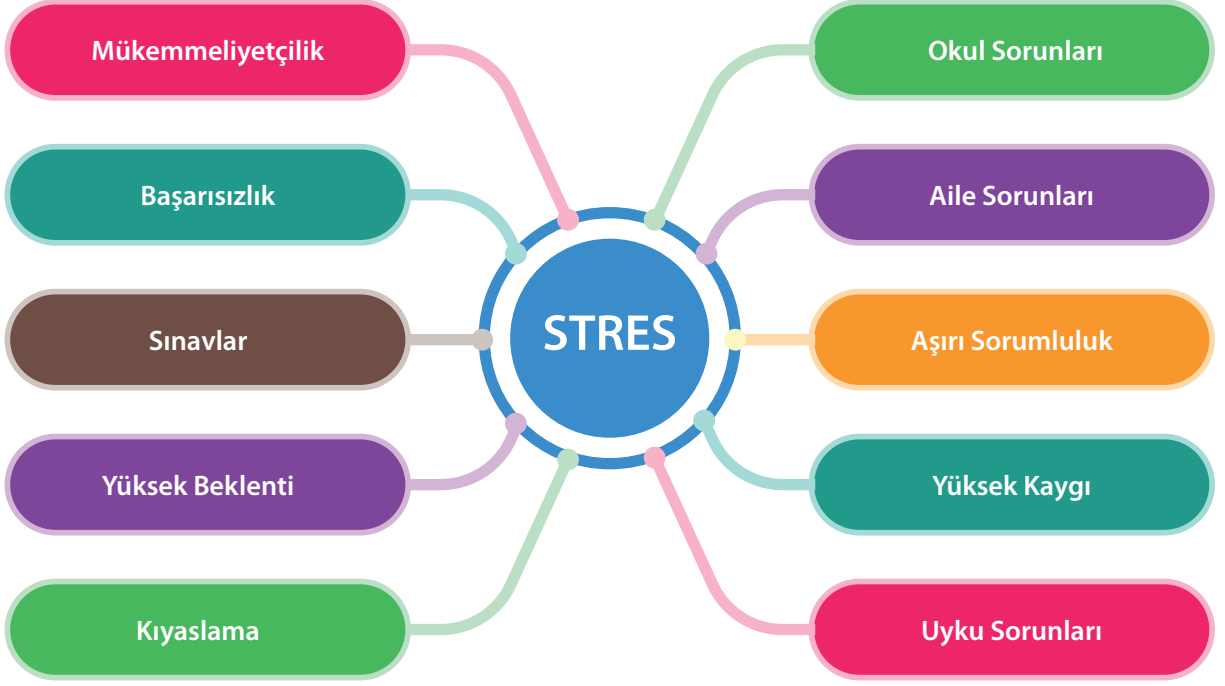 Mükemmeliyetçilik
Başarısızlık
Sınavlar
Yüksek Beklenti
Kıyaslama
STRES
Okul Sorunları
Aile Sorunları
Aşırı Sorumluluk
Yüksek Kaygı
Uyku Sorunları